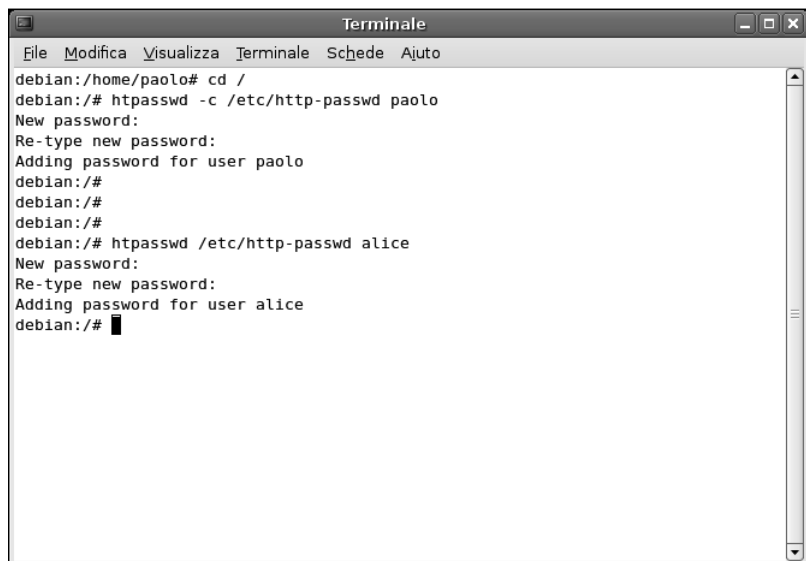 Terminale
File Modifica Visualizza Terminale Schede Aiuto
debian:/home/paolo# cd /
debian:/# htpasswd -c /etc/http-passwd paolo
New password:
Re-type new password:
Adding password for user paolo
debian:/#
debian:/#
debian:/#
debian:/# htpasswd /etc/http-passwd alice
New password:
Re-type new password:
Adding password for user alice
debian:/#